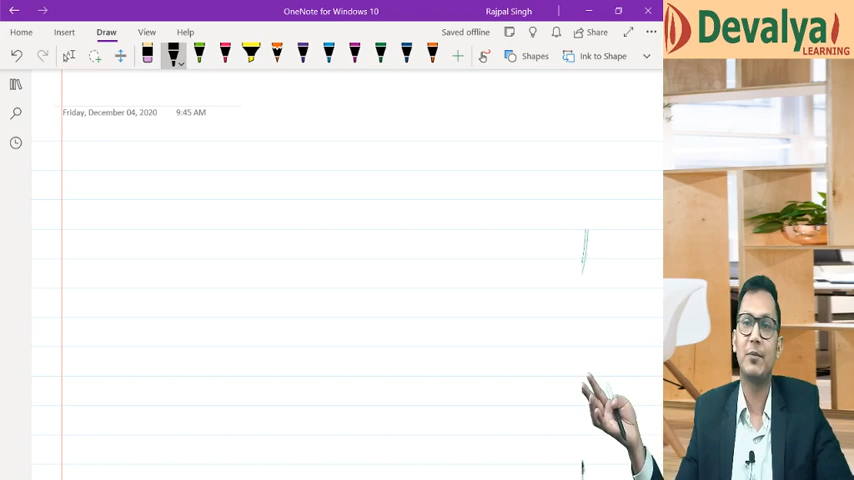 OneNote for Windows 10
Rajpal Singh
Home
Insert
Draw
View
Help
Saved offline
Share
Shapes
Ink to Shape
Friday, December 04, 2020
9:45 AM
Devalya
LEARNING